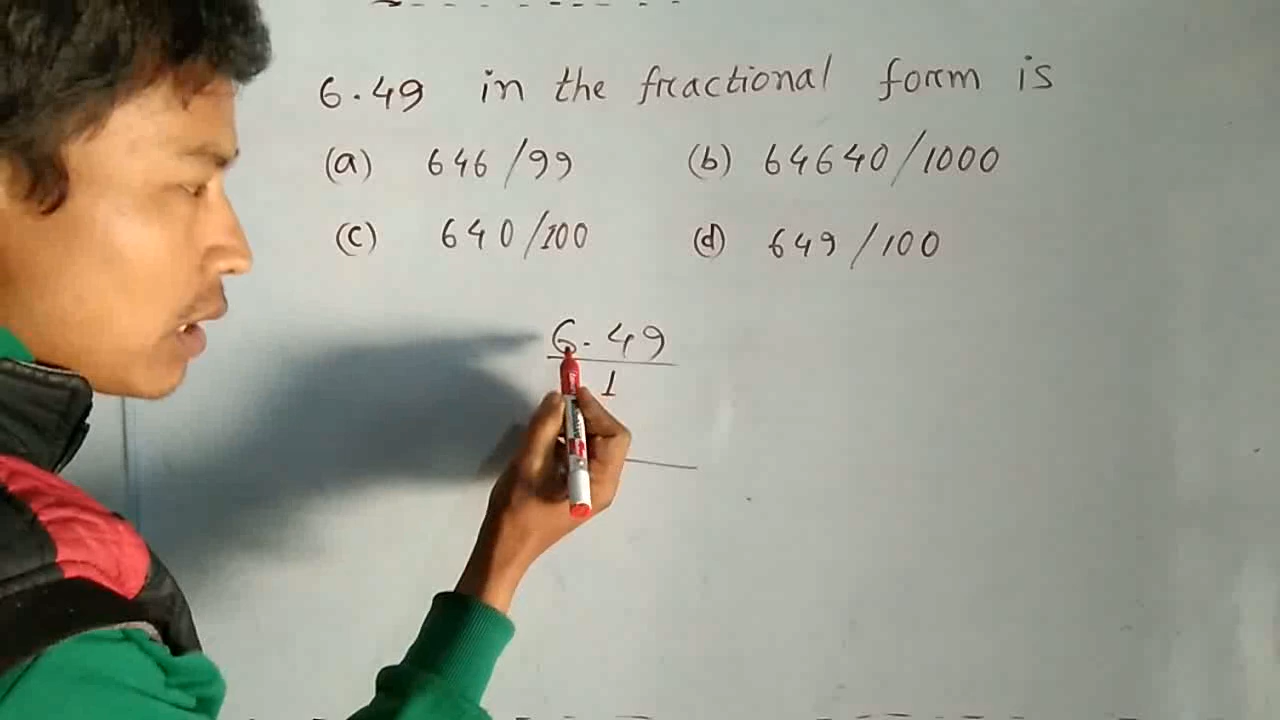 6.49 in the fractional form is
(a) 646/99 (b) 64640/1000
(c) 640/100 (d) 649/100
6.49
1